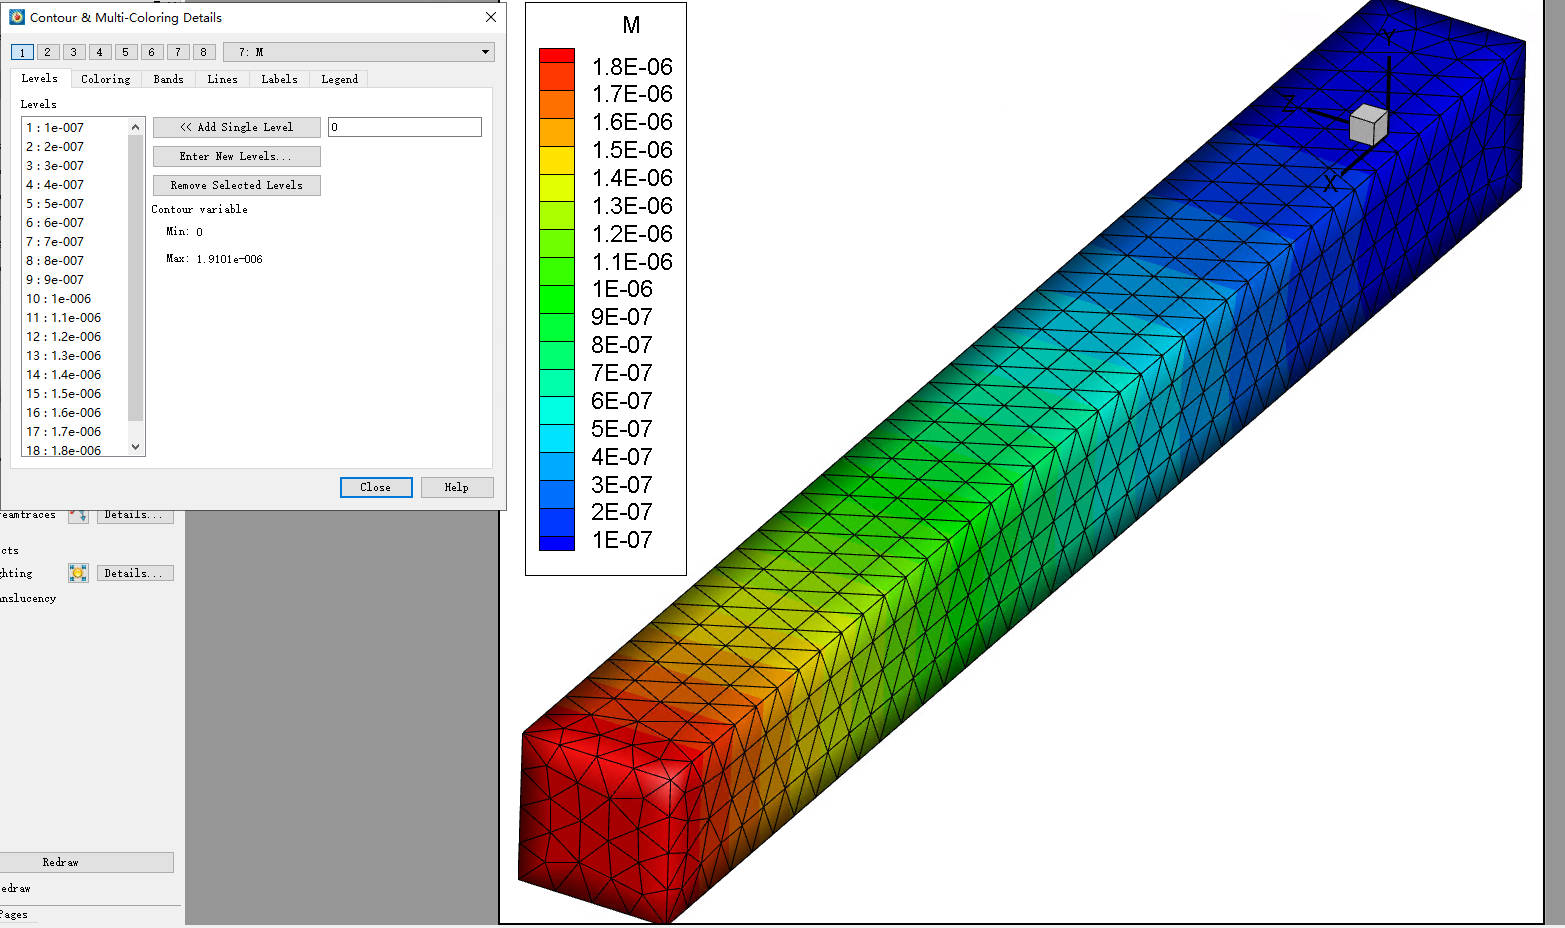 Contour & Multi-Coloring Details
1 2 3 4 5 6 7 8 7: M
Levels Coloring Bands Lines Labels Legend
Levels
1 : 1e-007
2 : 2e-007
3 : 3e-007
4 : 4e-007
5 : 5e-007
6 : 6e-007
7 : 7e-007
8 : 8e-007
9 : 9e-007
10 : 1e-006
11 : 1.1e-006
12 : 1.2e-006
13 : 1.3e-006
14 : 1.4e-006
15 : 1.5e-006
16 : 1.6e-006
17 : 1.7e-006
18 : 1.8e-006
<< Add Single Level 0
Enter New Levels...
Remove Selected Levels
Contour variable
Min: 0
Max: 1.9101e-006
Close Help
reamtraces Details...
cts
ghting Details...
anslucency
Redraw
edraw
Pages
M
1.8E-06
1.7E-06
1.6E-06
1.5E-06
1.4E-06
1.3E-06
1.2E-06
1.1E-06
1E-06
9E-07
8E-07
7E-07
6E-07
5E-07
4E-07
3E-07
2E-07
1E-07
Y
Z
X